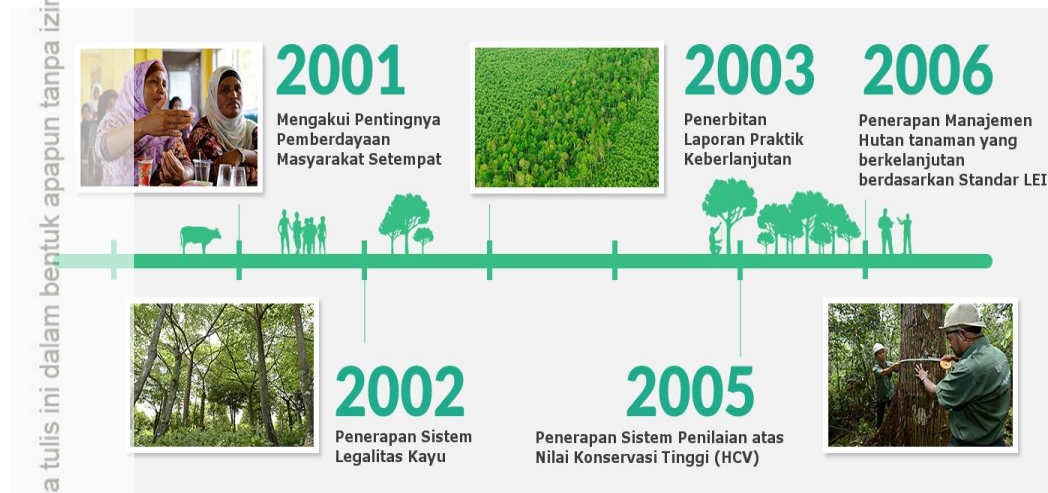 a tulis ini dalam bentuk apapun tanpa izin
2001
Mengakui Pentingnya
Pemberdayaan
Masyarakat Setempat
2003
Penerbitan
Laporan Praktik
Keberlanjutan
2006
Penerapan Manajemen
Hutan tanaman yang
berkelanjutan
berdasarkan Standar LEI
2002
Penerapan Sistem
Legalitas Kayu
2005
Penerapan Sistem Penilaian atas
Nilai Konservasi Tinggi (HCV)